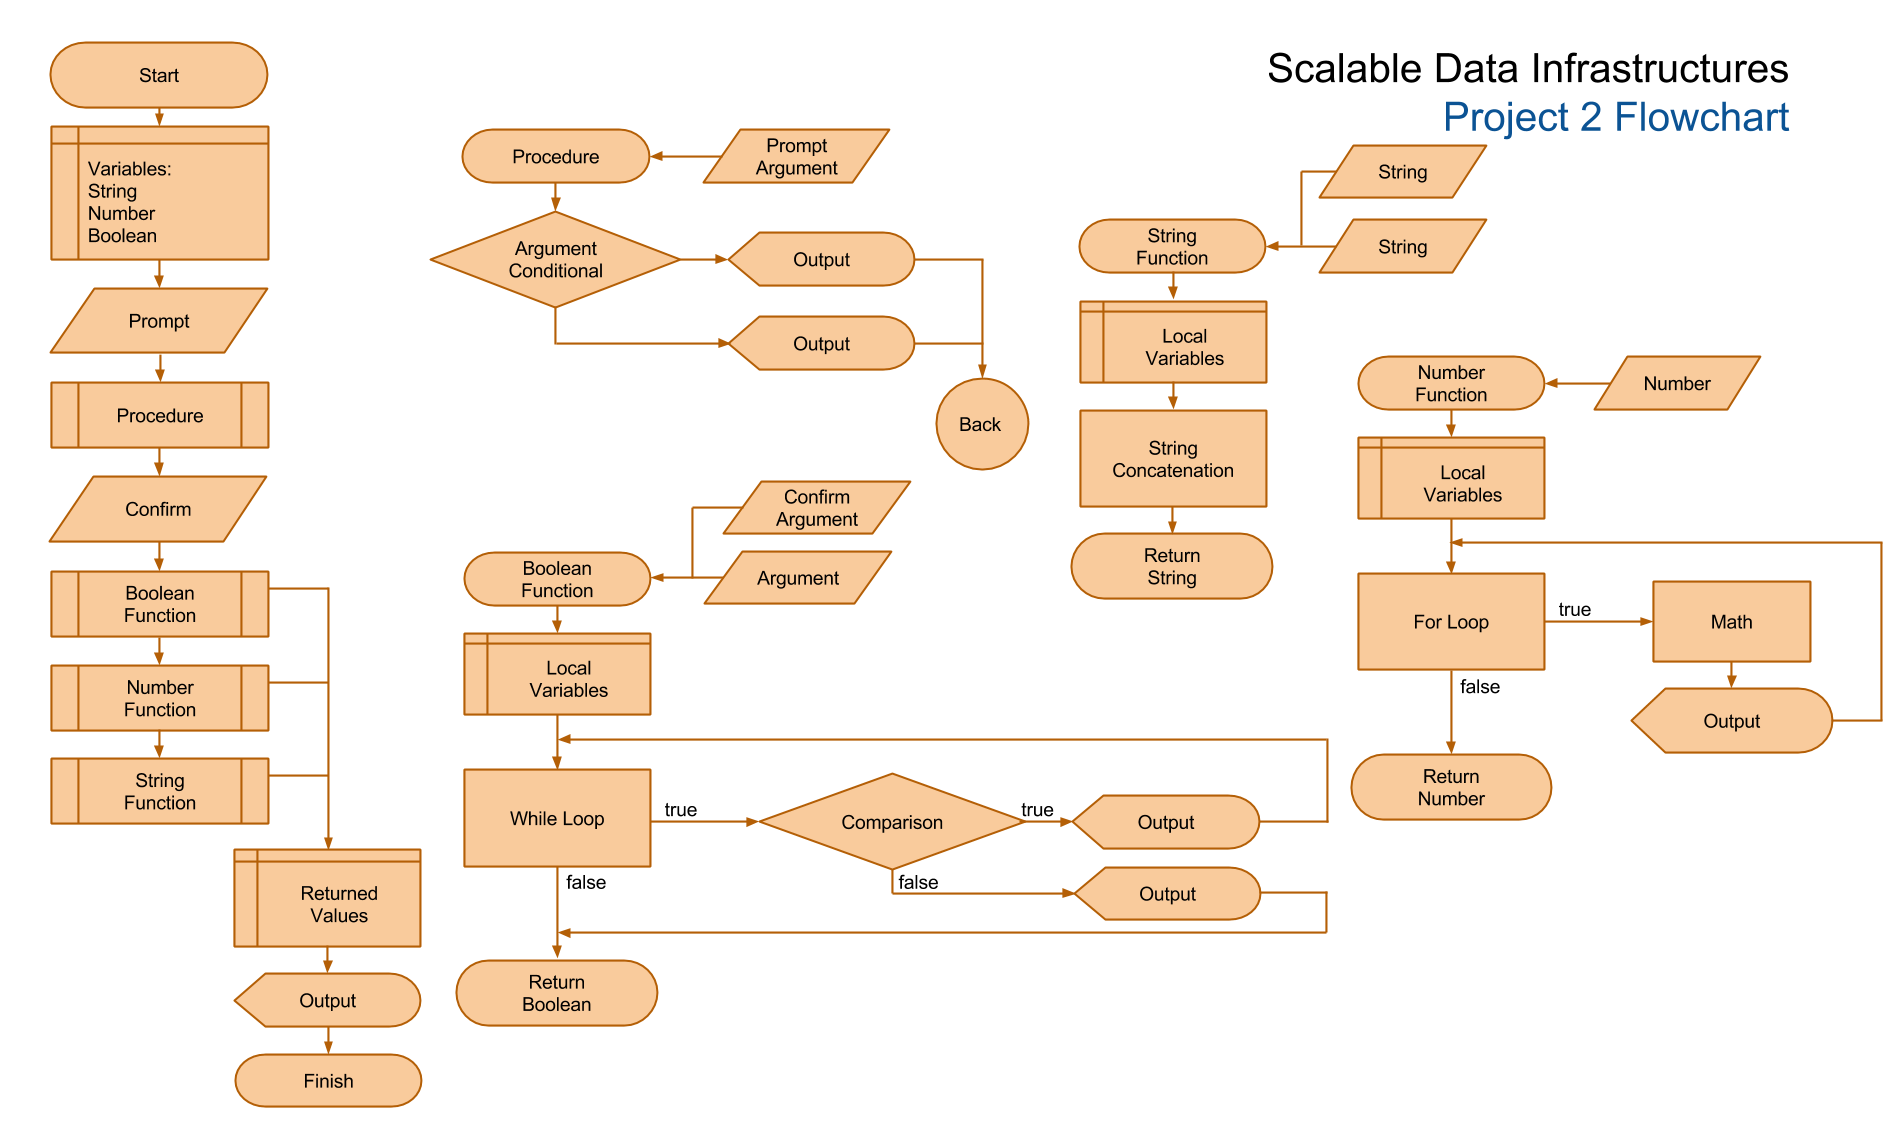 Scalable Data Infrastructures
Project 2 Flowchart
Start
Variables:
String
Number
Boolean
Prompt
Procedure
Confirm
Boolean
Function
Number
Function
String
Function
Returned
Values
Output
Finish
Procedure
Prompt
Argument
Argument
Conditional
Output
Output
Back
Confirm
Argument
Boolean
Function
Argument
Local
Variables
While Loop
true
Comparison
true
Output
false
false
Output
Return
Boolean
String
String
Function
String
Local
Variables
String
Concatenation
Return
String
Number
Function
Number
Local
Variables
For Loop
true
Math
false
Output
Return
Number